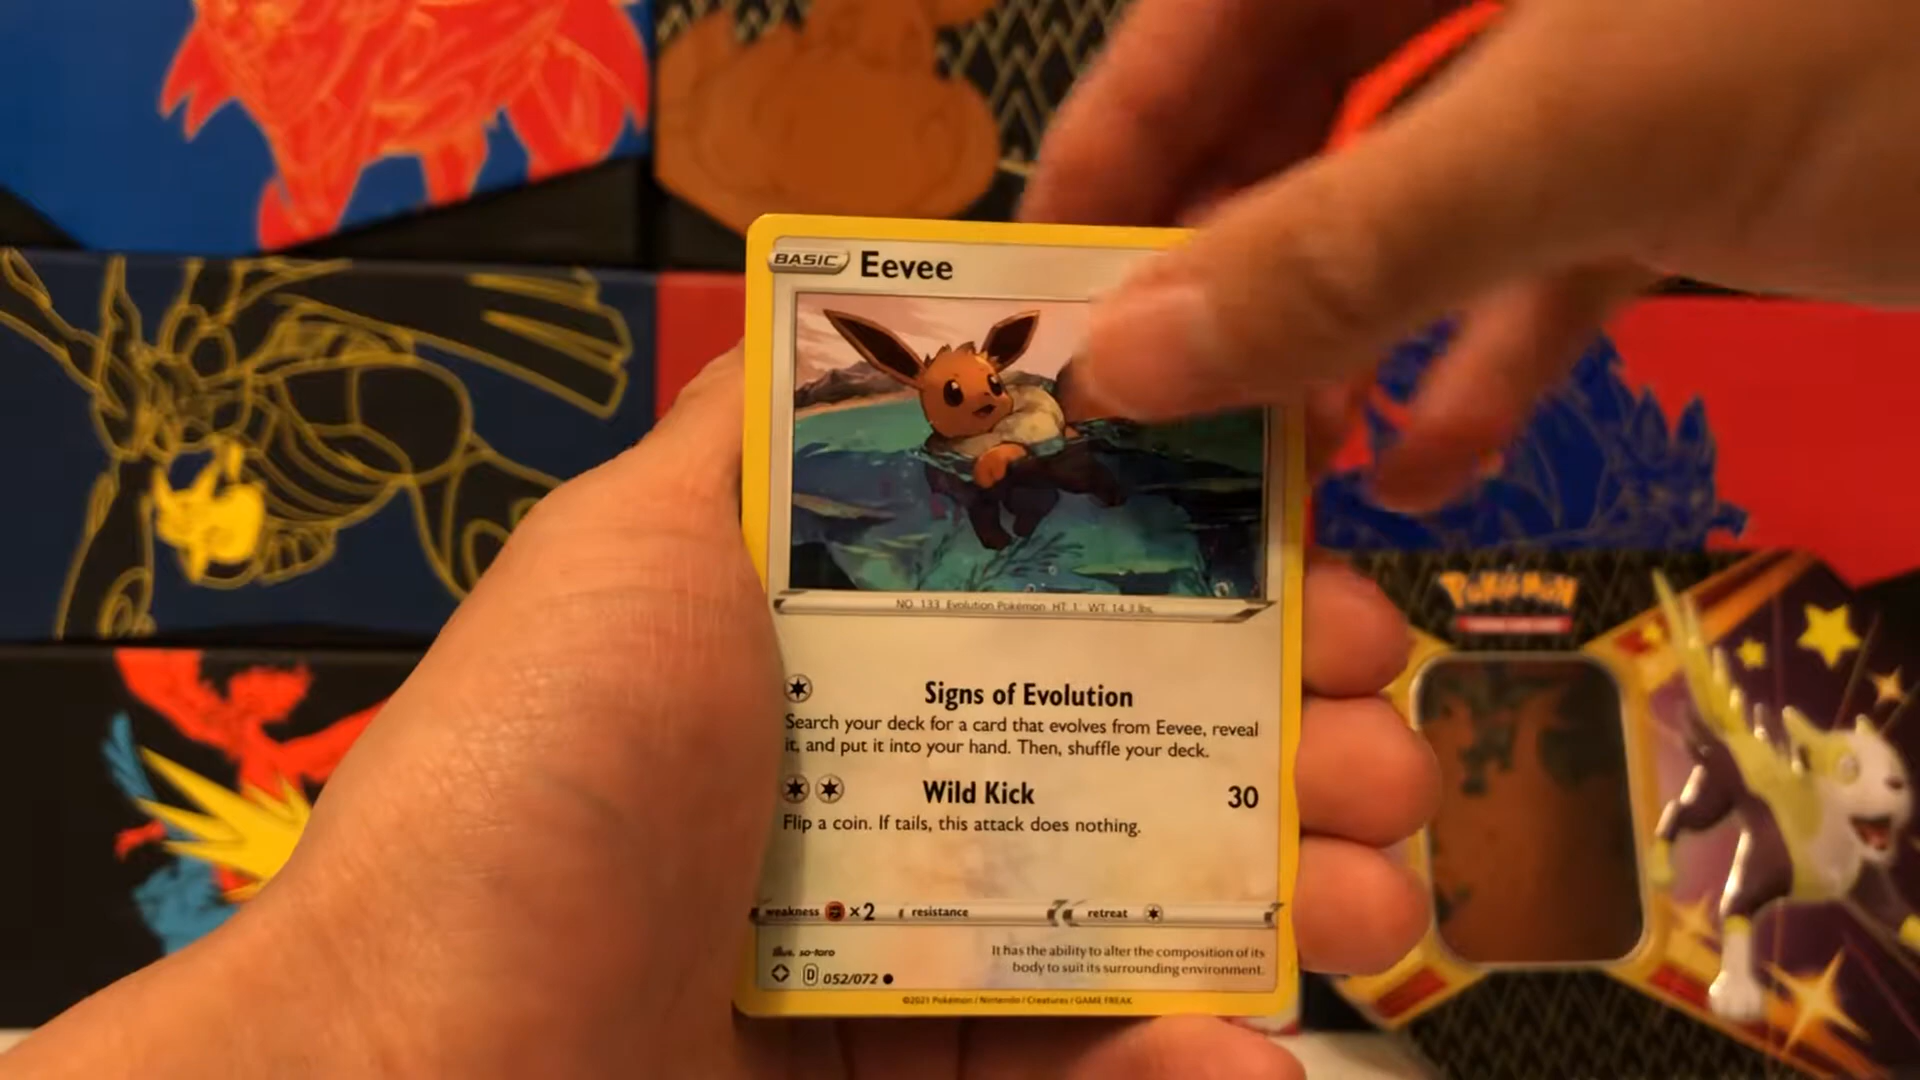 BASIC Eevee
NO. 133 Evolution Pokémon HT: 1' WT: 14.3 lbs.
Signs of Evolution
Search your deck for a card that evolves from Eevee, reveal
it, and put it into your hand. Then, shuffle your deck.
Wild Kick 30
Flip a coin. If tails, this attack does nothing.
weakness ×2 resistance retreat
Illus. so-taro
It has the ability to alter the composition of its
body to suit its surrounding environment.
D 052/072
©2021 Pokémon / Nintendo / Creatures / GAME FREAK
POKÉMON